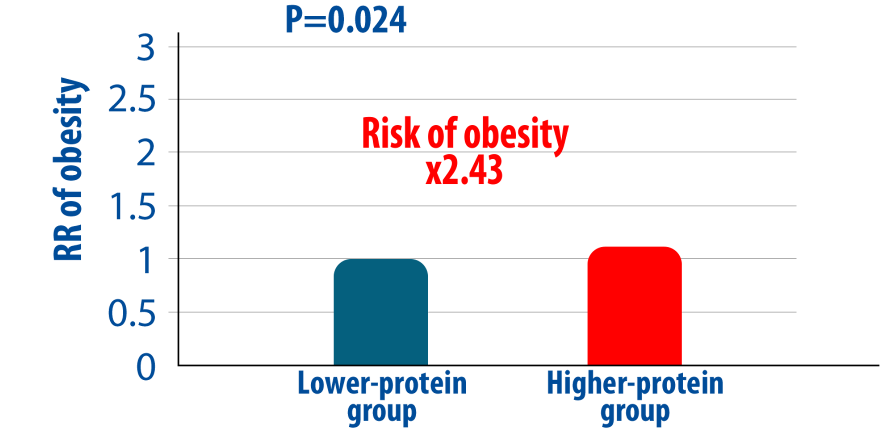 P=0.024
3
2.5
2
1.5
1
0.5
0
RR of obesity
Risk of obesity
x2.43
Lower-protein
group
Higher-protein
group